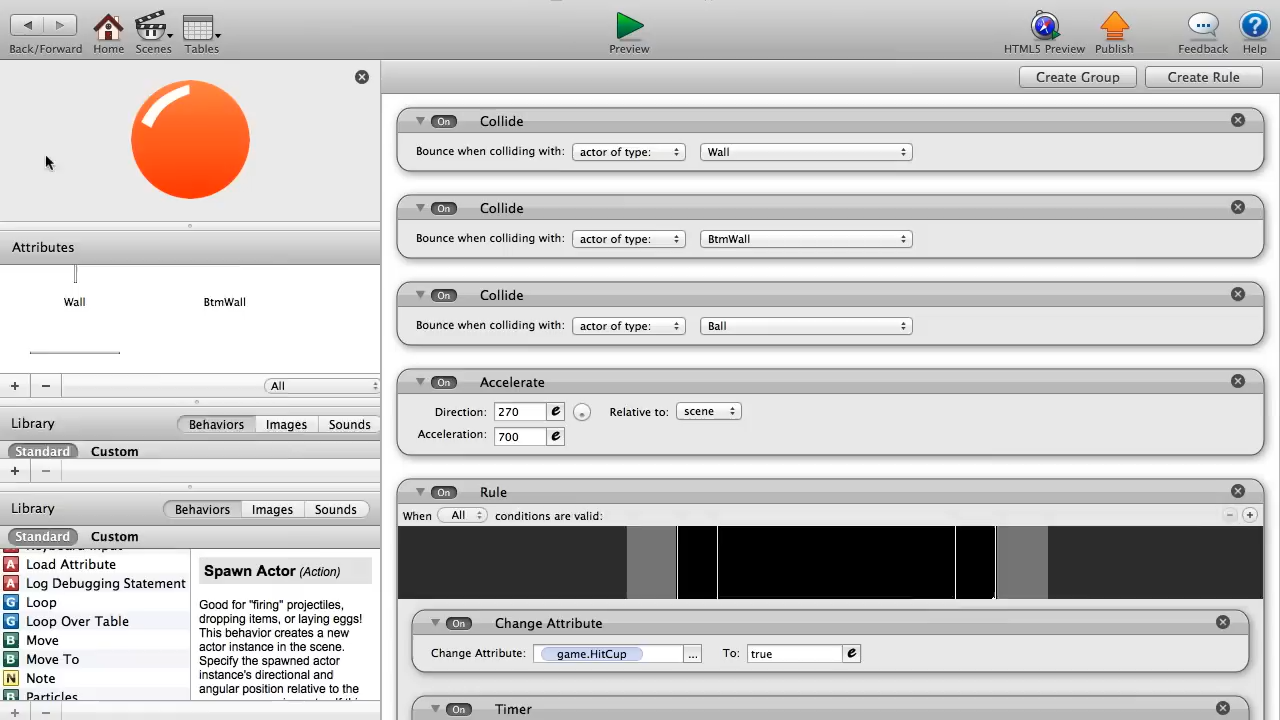 Back/Forward Home Scenes Tables Preview HTML5 Preview Publish Feedback Help
Create Group Create Rule
On Collide
Bounce when colliding with: actor of type: Wall
On Collide
Bounce when colliding with: actor of type: BtmWall
On Collide
Bounce when colliding with: actor of type: Ball
On Accelerate
Direction: 270 e Relative to: scene
Acceleration: 700 e
On Rule
When All conditions are valid:
On Change Attribute
Change Attribute: game.HitCup ... To: true e
On Timer
Attributes
Wall BtmWall
+ − All
Library Behaviors Images Sounds
Standard Custom
+ −
Library Behaviors Images Sounds
Standard Custom
A Load Attribute
A Log Debugging Statement
G Loop
G Loop Over Table
B Move
B Move To
N Note
B Particles
Spawn Actor (Action)
Good for "firing" projectiles,
dropping items, or laying eggs!
This behavior creates a new
actor instance in the scene.
Specify the spawned actor
instance's directional and
angular position relative to the
+ −